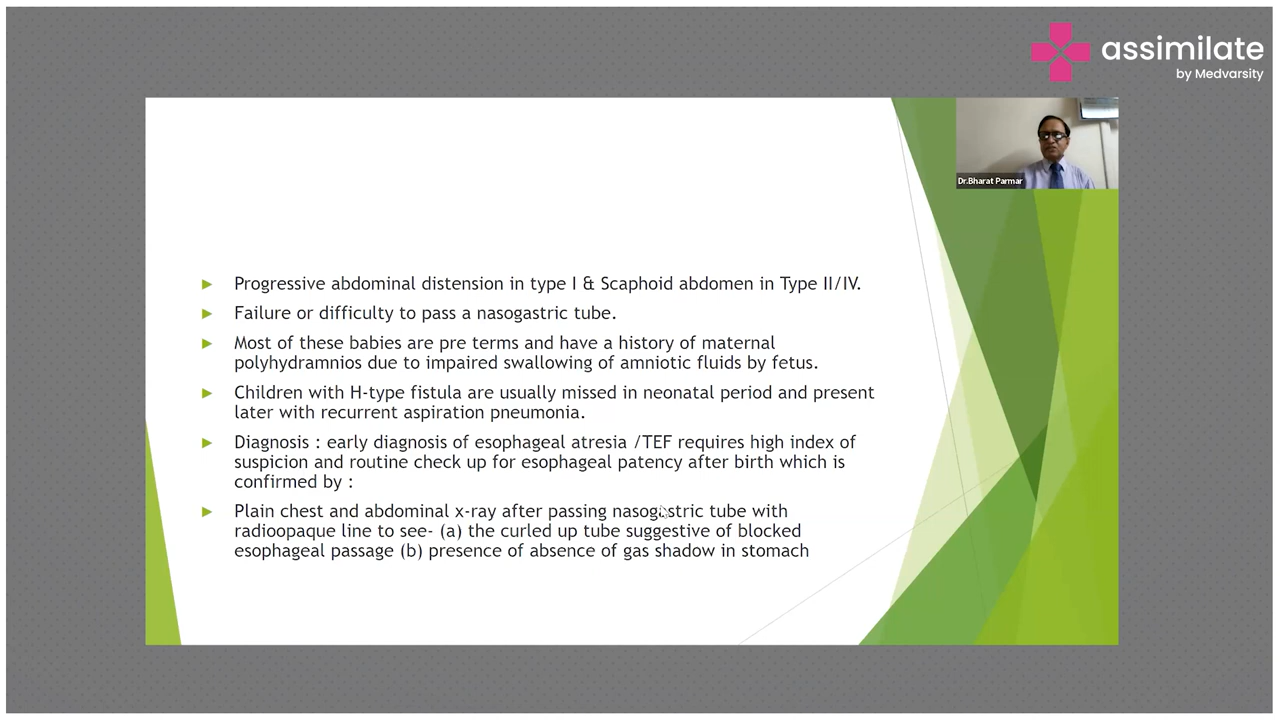 assimilate
by Medvarsity
Dr.Bharat Parmar
Progressive abdominal distension in type I & Scaphoid abdomen in Type II/IV.
Failure or difficulty to pass a nasogastric tube.
Most of these babies are pre terms and have a history of maternal
polyhydramnios due to impaired swallowing of amniotic fluids by fetus.
Children with H-type fistula are usually missed in neonatal period and present
later with recurrent aspiration pneumonia.
Diagnosis : early diagnosis of esophageal atresia /TEF requires high index of
suspicion and routine check up for esophageal patency after birth which is
confirmed by :
Plain chest and abdominal x-ray after passing nasogastric tube with
radioopaque line to see- (a) the curled up tube suggestive of blocked
esophageal passage (b) presence of absence of gas shadow in stomach